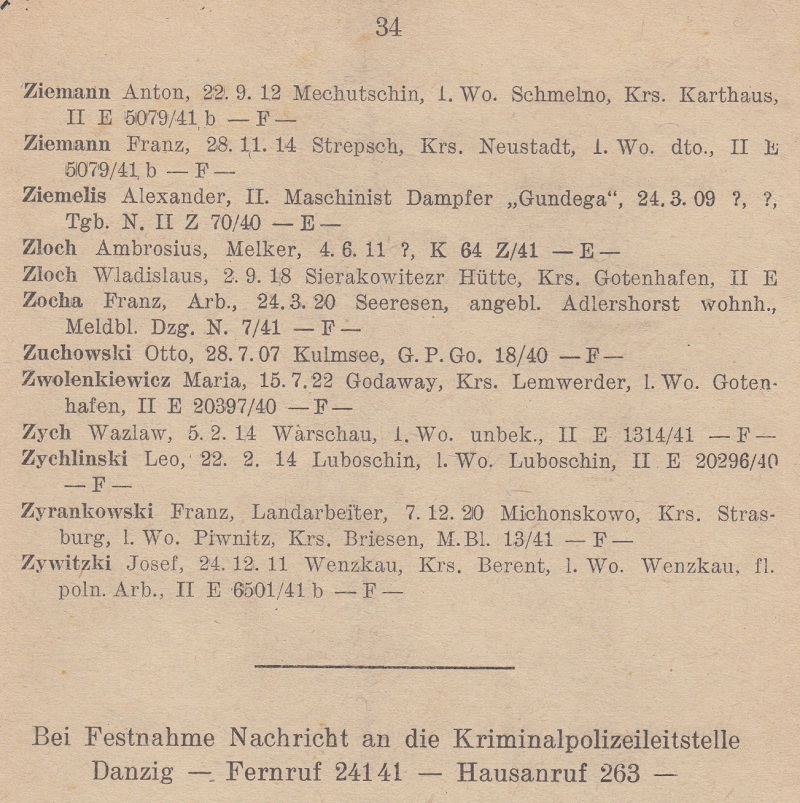 34
Ziemann Anton, 22. 9. 12 Mechutschin, l. Wo. Schmelno, Krs. Karthaus,
II E 5079/41 b — F —
Ziemann Franz, 28. 11. 14 Strepsch, Krs. Neustadt, l. Wo. dto., II E
5079/41 b — F —
Ziemelis Alexander, II. Maschinist Dampfer „Gundega“, 24. 3. 09 ?, ?,
Tgb. N. II Z 70/40 — E —
Zloch Ambrosius, Melker, 4. 6. 11 ?, K 64 Z/41 — E —
Zloch Wladislaus, 2. 9. 18 Sierakowitezr Hütte, Krs. Gotenhafen, II E
Zocha Franz, Arb., 24. 3. 20 Seeresen, angebl. Adlershorst wohnh.,
Meldbl. Dzg. N. 7/41 — F —
Zuchowski Otto, 28. 7. 07 Kulmsee, G. P. Go. 18/40 — F —
Zwolenkiewicz Maria, 15. 7. 22 Godaway, Krs. Lemwerder, l. Wo. Goten-
hafen, II E 20397/40 — F —
Zych Wazlaw, 5. 2. 14 Warschau, l. Wo. unbek., II E 1314/41 — F —
Zychlinski Leo, 22. 2. 14 Luboschin, l. Wo. Luboschin, II E 20296/40
— F —
Zyrankowski Franz, Landarbeiter, 7. 12. 20 Michonskowo, Krs. Stras-
burg, l. Wo. Piwnitz, Krs. Briesen, M. Bl. 13/41 — F —
Zywitzki Josef, 24. 12. 11 Wenzkau, Krs. Berent, l. Wo. Wenzkau, fl.
poln. Arb., II E 6501/41 b — F —
Bei Festnahme Nachricht an die Kriminalpolizeileitstelle
Danzig — Fernruf 24141 — Hausanruf 263 —